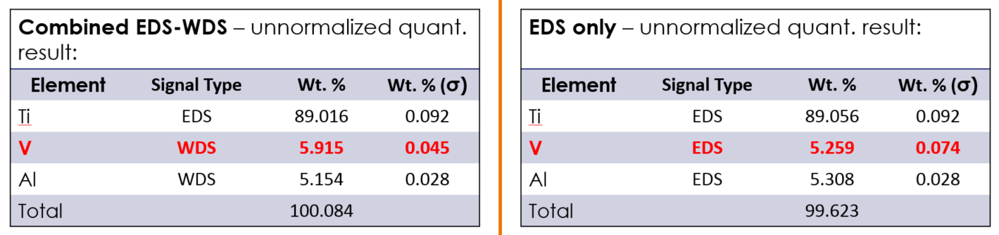 Combined EDS-WDS – unnormalized quant.
result:
Element Signal Type Wt. % Wt. % (σ)
Ti EDS 89.016 0.092
V WDS 5.915 0.045
Al WDS 5.154 0.028
Total 100.084
EDS only – unnormalized quant. result:
Element Signal Type Wt. % Wt. % (σ)
Ti EDS 89.056 0.092
V EDS 5.259 0.074
Al EDS 5.308 0.028
Total 99.623